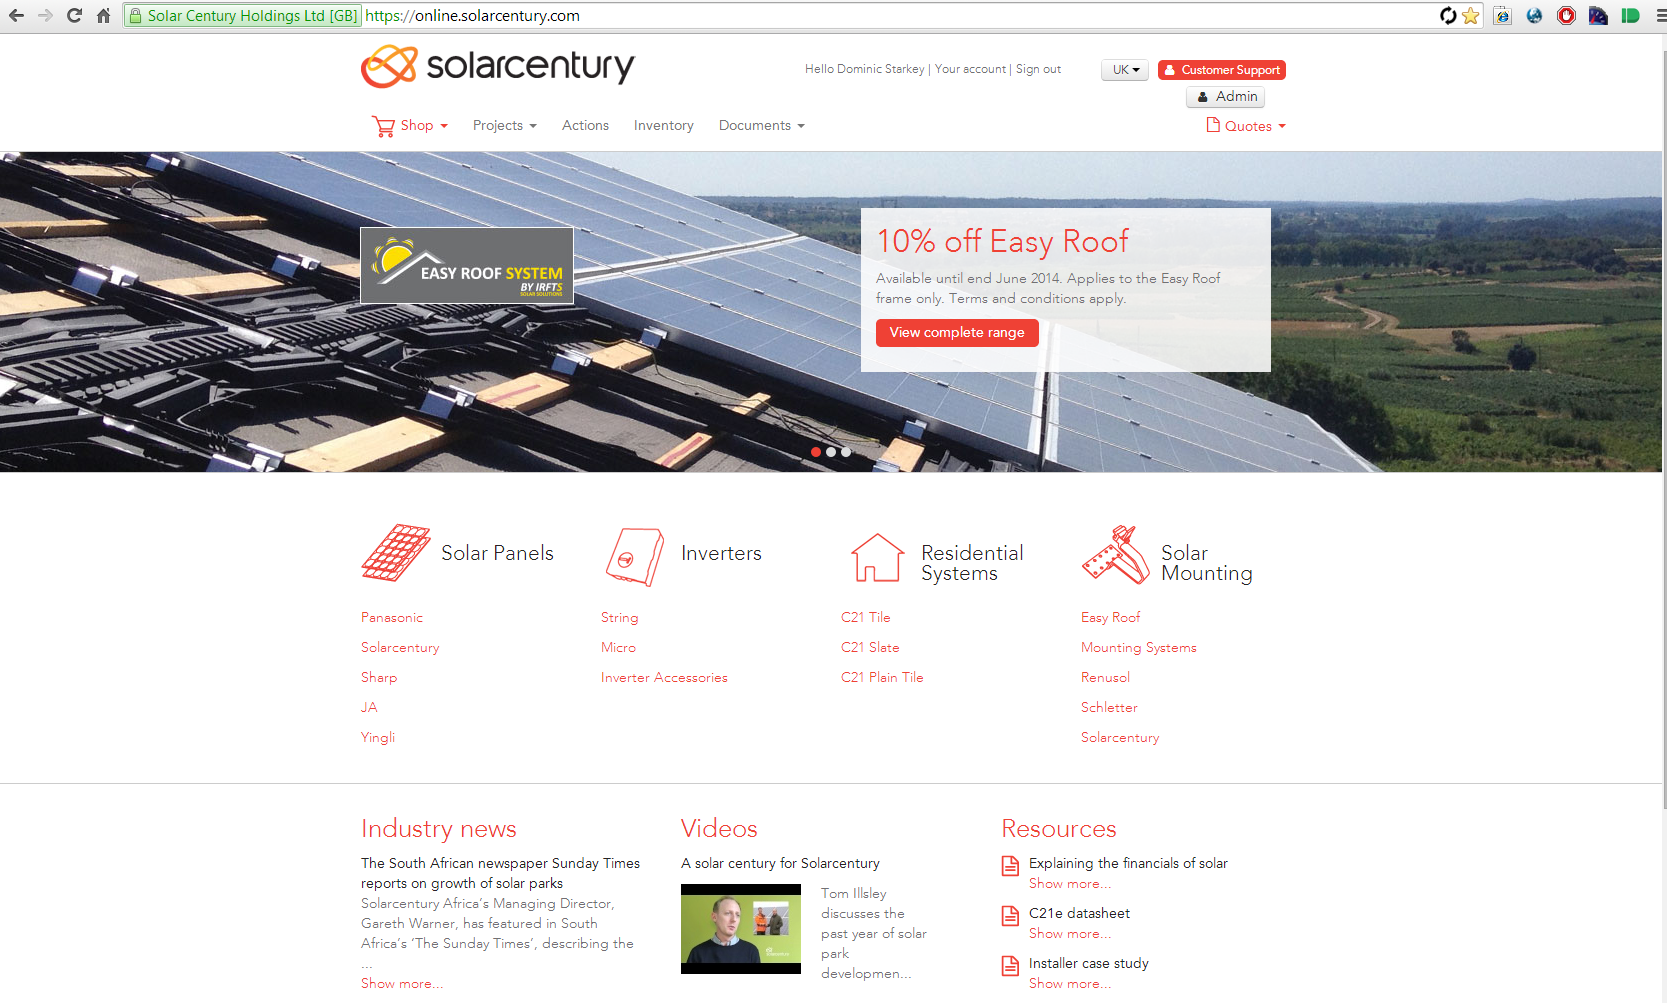 Solar Century Holdings Ltd [GB] https://online.solarcentury.com
solarcentury
Hello Dominic Starkey | Your account | Sign out
UK
Customer Support
Admin
Shop
Projects
Actions
Inventory
Documents
Quotes
EASY ROOF SYSTEM
BY IRFTS
SOLAR SOLUTIONS
10% off Easy Roof
Available until end June 2014. Applies to the Easy Roof
frame only. Terms and conditions apply.
View complete range
Solar Panels
Panasonic
Solarcentury
Sharp
JA
Yingli
Inverters
String
Micro
Inverter Accessories
Residential
Systems
C21 Tile
C21 Slate
C21 Plain Tile
Solar
Mounting
Easy Roof
Mounting Systems
Renusol
Schletter
Solarcentury
Industry news
The South African newspaper Sunday Times
reports on growth of solar parks
Solarcentury Africa's Managing Director,
Gareth Warner, has featured in South
Africa's 'The Sunday Times', describing the
...
Show more...
Videos
A solar century for Solarcentury
Tom Illsley
discusses the
past year of solar
park
developmen...
Resources
Explaining the financials of solar
Show more...
C21e datasheet
Show more...
Installer case study
Show more...